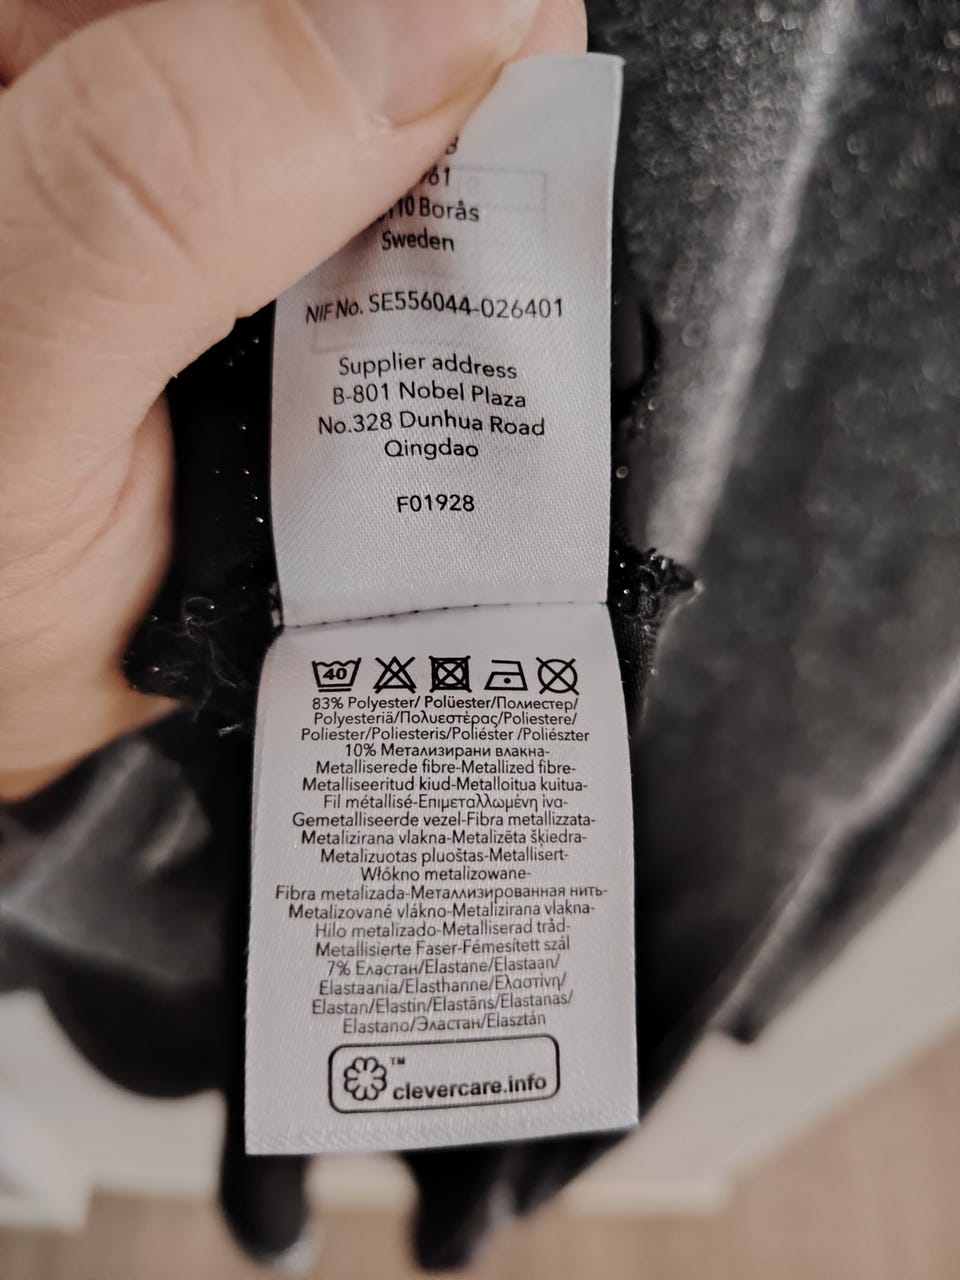 Borås
Sweden
NIF No. SE556044-026401
Supplier address
B-801 Nobel Plaza
No.328 Dunhua Road
Qingdao
F01928
40
83% Polyester/ Polüester/Полиестер/
Polyesteriä/Πολυεστέρας/Poliestere/
Poliester/Poliesteris/Poliéster /Poliészter
10% Метализирани влакна-
Metalliserede fibre-Metallized fibre-
Metalliseeritud kiud-Metalloitua kuitua-
Fil métallisé-Επιμεταλλωμένη ίνα-
Gemetalliseerde vezel-Fibra metallizzata-
Metalizirana vlakna-Metalizēta šķiedra-
Metalizuotas pluoštas-Metallisert-
Włókno metalizowane-
Fibra metalizada-Металлизированная нить-
Metalizované vlákno-Metalizirana vlakna-
Hilo metalizado-Metalliserad tråd-
Metallisierte Faser-Fémesített szál
7% Еластан/Elastane/Elastaan/
Elastaania/Elasthanne/Ελαστίνη/
Elastan/Elastin/Elastāns/Elastanas/
Elastano/Эластан/Elasztán
™
clevercare.info